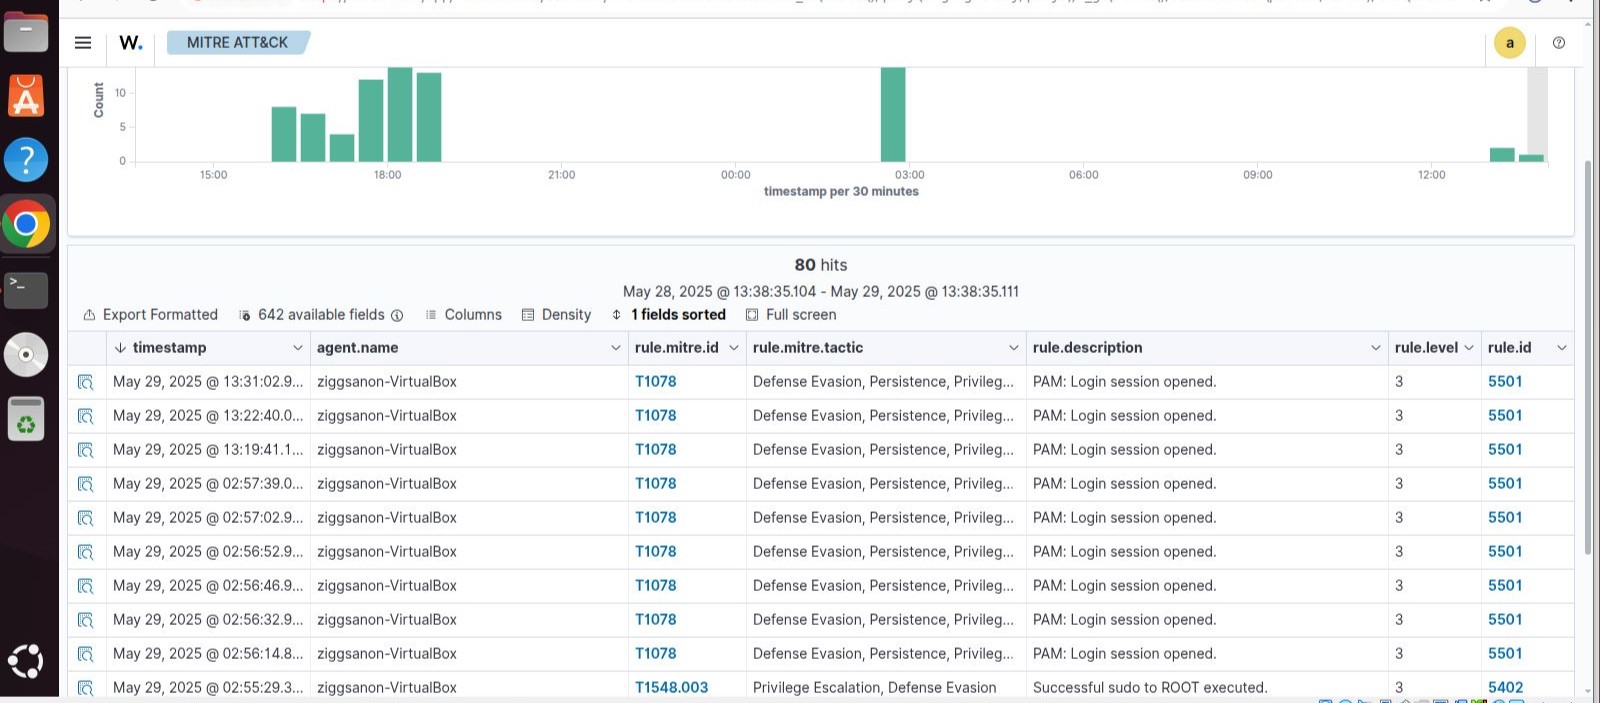 W. MITRE ATT&CK a
Count
10
5
0
15:00 18:00 21:00 00:00 03:00 06:00 09:00 12:00
timestamp per 30 minutes
80 hits
May 28, 2025 @ 13:38:35.104 - May 29, 2025 @ 13:38:35.111
Export Formatted 642 available fields Columns Density 1 fields sorted Full screen
timestamp agent.name rule.mitre.id rule.mitre.tactic rule.description rule.level rule.id
May 29, 2025 @ 13:31:02.9... ziggsanon-VirtualBox T1078 Defense Evasion, Persistence, Privileg... PAM: Login session opened. 3 5501
May 29, 2025 @ 13:22:40.0... ziggsanon-VirtualBox T1078 Defense Evasion, Persistence, Privileg... PAM: Login session opened. 3 5501
May 29, 2025 @ 13:19:41.1... ziggsanon-VirtualBox T1078 Defense Evasion, Persistence, Privileg... PAM: Login session opened. 3 5501
May 29, 2025 @ 02:57:39.0... ziggsanon-VirtualBox T1078 Defense Evasion, Persistence, Privileg... PAM: Login session opened. 3 5501
May 29, 2025 @ 02:57:02.9... ziggsanon-VirtualBox T1078 Defense Evasion, Persistence, Privileg... PAM: Login session opened. 3 5501
May 29, 2025 @ 02:56:52.9... ziggsanon-VirtualBox T1078 Defense Evasion, Persistence, Privileg... PAM: Login session opened. 3 5501
May 29, 2025 @ 02:56:46.9... ziggsanon-VirtualBox T1078 Defense Evasion, Persistence, Privileg... PAM: Login session opened. 3 5501
May 29, 2025 @ 02:56:32.9... ziggsanon-VirtualBox T1078 Defense Evasion, Persistence, Privileg... PAM: Login session opened. 3 5501
May 29, 2025 @ 02:56:14.8... ziggsanon-VirtualBox T1078 Defense Evasion, Persistence, Privileg... PAM: Login session opened. 3 5501
May 29, 2025 @ 02:55:29.3... ziggsanon-VirtualBox T1548.003 Privilege Escalation, Defense Evasion Successful sudo to ROOT executed. 3 5402